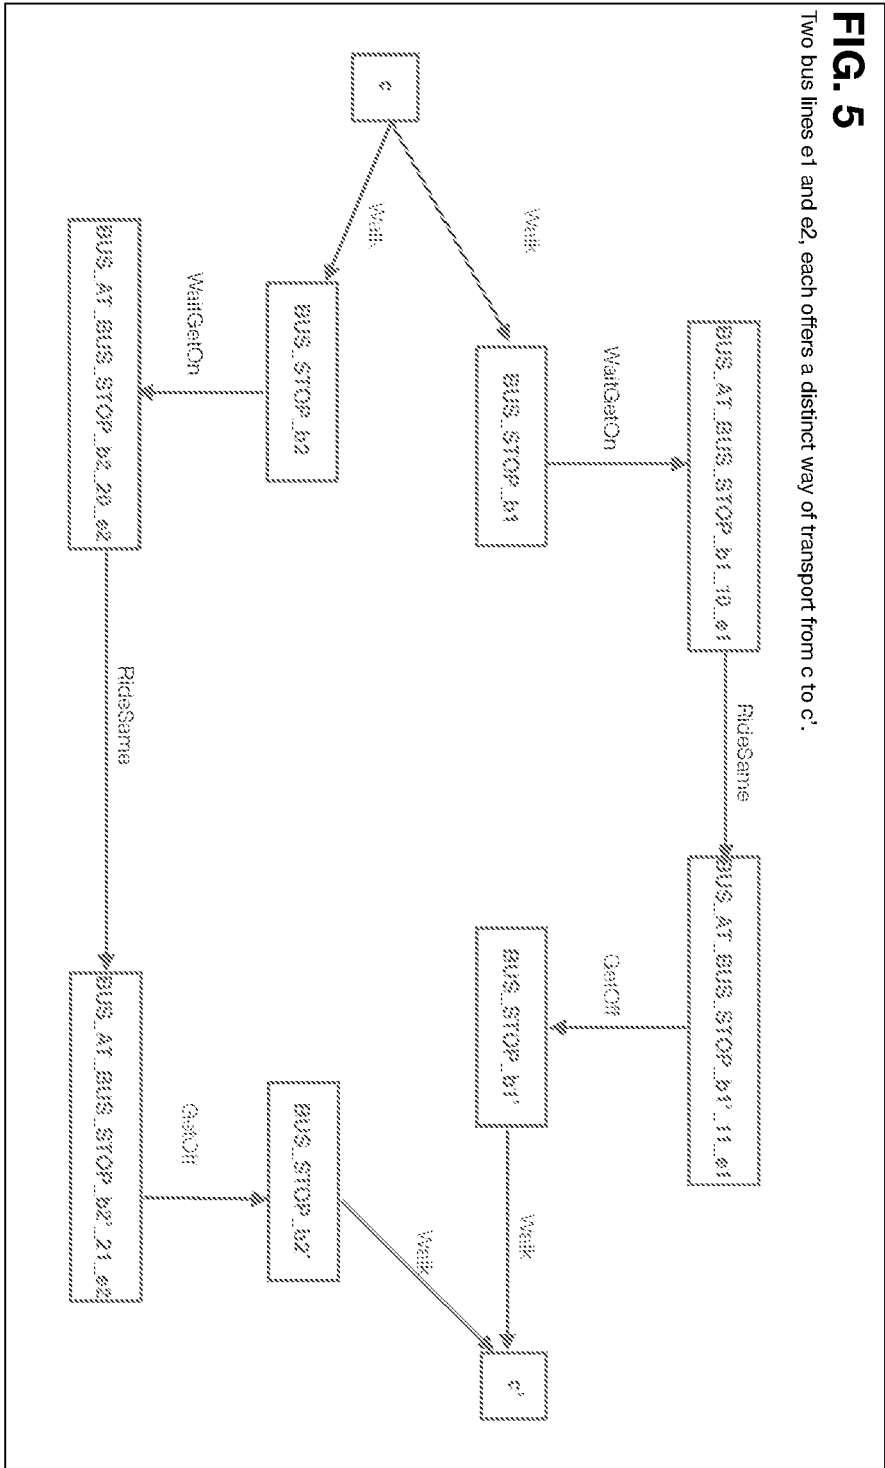 FIG. 5
Two bus lines e1 and e2, each offers a distinct way of transport from c to c'.
BUS_AT_BUS_STOP_b1_10_e1
RideSame
BUS_AT_BUS_STOP_b1'_11_e1
WaitGetOn
GetOff
BUS_STOP_b1
BUS_STOP_b1'
Walk
Walk
c'
c
Walk
BUS_STOP_b2
BUS_STOP_b2'
Walk
WaitGetOn
GetOff
BUS_AT_BUS_STOP_b2_20_e2
RideSame
BUS_AT_BUS_STOP_b2'_21_e2